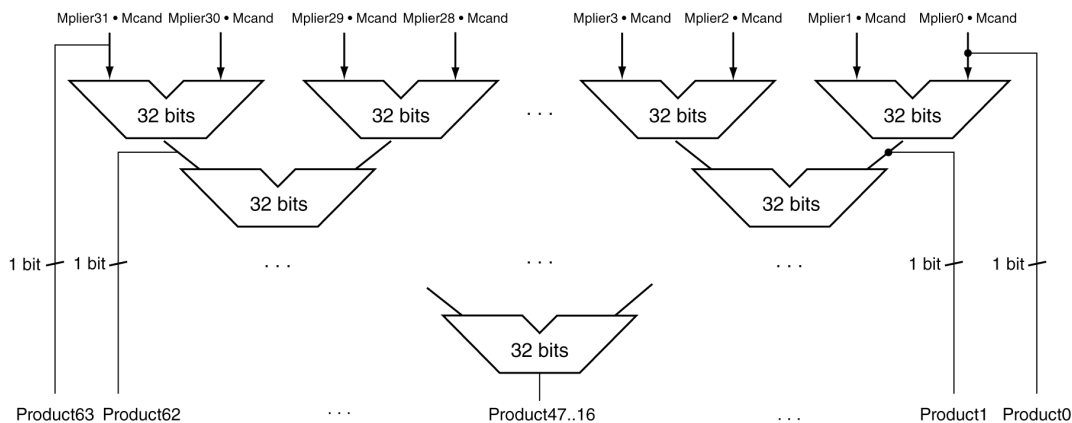 Mplier31 • Mcand Mplier30 • Mcand Mplier29 • Mcand Mplier28 • Mcand Mplier3 • Mcand Mplier2 • Mcand Mplier1 • Mcand Mplier0 • Mcand
32 bits 32 bits . . . 32 bits 32 bits
32 bits 32 bits
1 bit 1 bit . . . . . . . . . 1 bit 1 bit
32 bits
Product63 Product62 . . . Product47..16 . . . Product1 Product0